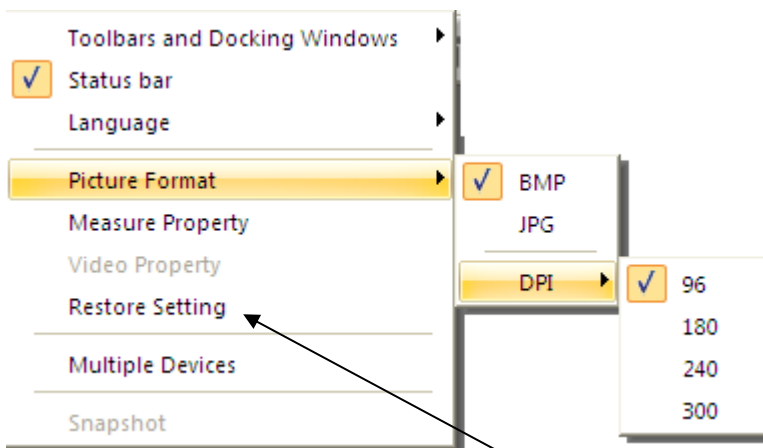 Toolbars and Docking Windows
Status bar
Language
Picture Format
Measure Property
Video Property
Restore Setting
Multiple Devices
Snapshot
BMP
JPG
DPI
96
180
240
300